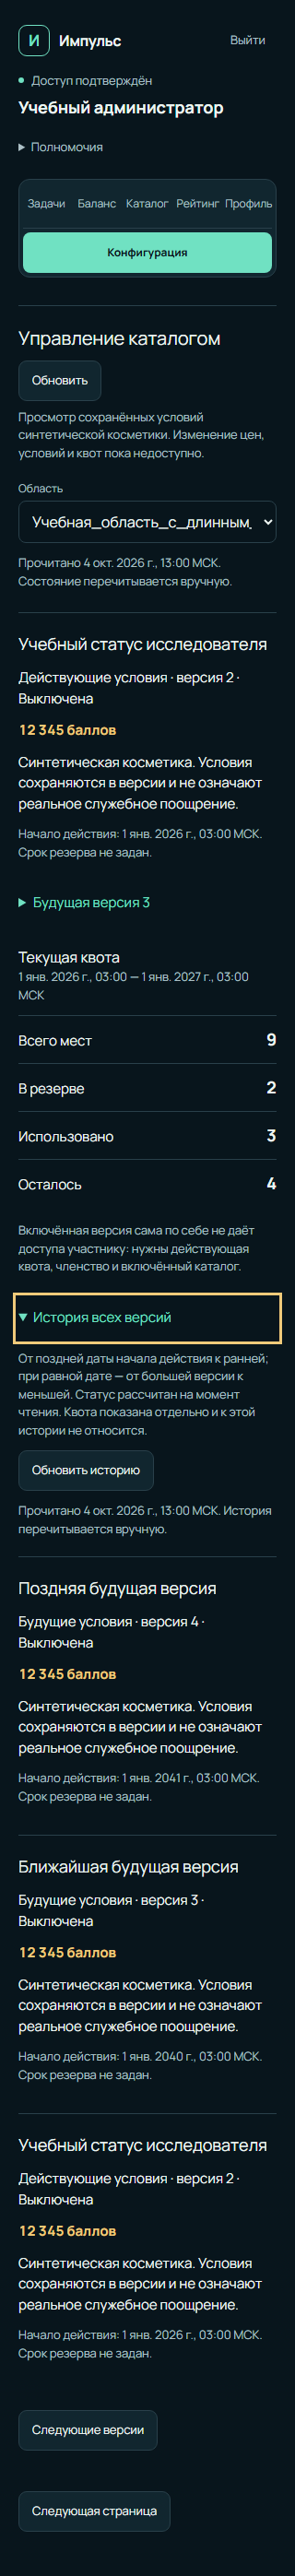 И Импульс Выйти
Доступ подтверждён
Учебный администратор
Полномочия
Задачи Баланс Каталог Рейтинг Профиль
Конфигурация
Управление каталогом
Обновить
Просмотр сохранённых условий
синтетической косметики. Изменение цен,
условий и квот пока недоступно.
Область
Учебная_область_с_длинным_
Прочитано 4 окт. 2026 г., 13:00 МСК.
Состояние перечитывается вручную.
Учебный статус исследователя
Действующие условия · версия 2 ·
Выключена
12 345 баллов
Синтетическая косметика. Условия
сохраняются в версии и не означают
реальное служебное поощрение.
Начало действия: 1 янв. 2026 г., 03:00 МСК.
Срок резерва не задан.
Будущая версия 3
Текущая квота
1 янв. 2026 г., 03:00 — 1 янв. 2027 г., 03:00
МСК
Всего мест 9
В резерве 2
Использовано 3
Осталось 4
Включённая версия сама по себе не даёт
доступа участнику: нужны действующая
квота, членство и включённый каталог.
История всех версий
От поздней даты начала действия к ранней;
при равной дате — от большей версии к
меньшей. Статус рассчитан на момент
чтения. Квота показана отдельно и к этой
истории не относится.
Обновить историю
Прочитано 4 окт. 2026 г., 13:00 МСК. История
перечитывается вручную.
Поздняя будущая версия
Будущие условия · версия 4 ·
Выключена
12 345 баллов
Синтетическая косметика. Условия
сохраняются в версии и не означают
реальное служебное поощрение.
Начало действия: 1 янв. 2041 г., 03:00 МСК.
Срок резерва не задан.
Ближайшая будущая версия
Будущие условия · версия 3 ·
Выключена
12 345 баллов
Синтетическая косметика. Условия
сохраняются в версии и не означают
реальное служебное поощрение.
Начало действия: 1 янв. 2040 г., 03:00 МСК.
Срок резерва не задан.
Учебный статус исследователя
Действующие условия · версия 2 ·
Выключена
12 345 баллов
Синтетическая косметика. Условия
сохраняются в версии и не означают
реальное служебное поощрение.
Начало действия: 1 янв. 2026 г., 03:00 МСК.
Срок резерва не задан.
Следующие версии
Следующая страница